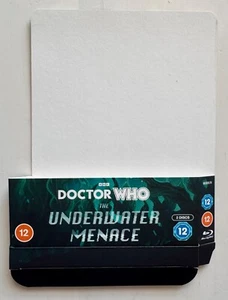 BBC
DOCTOR WHO
THE
UNDERWATER
MENACE
12
2 DISCS
12
12
12